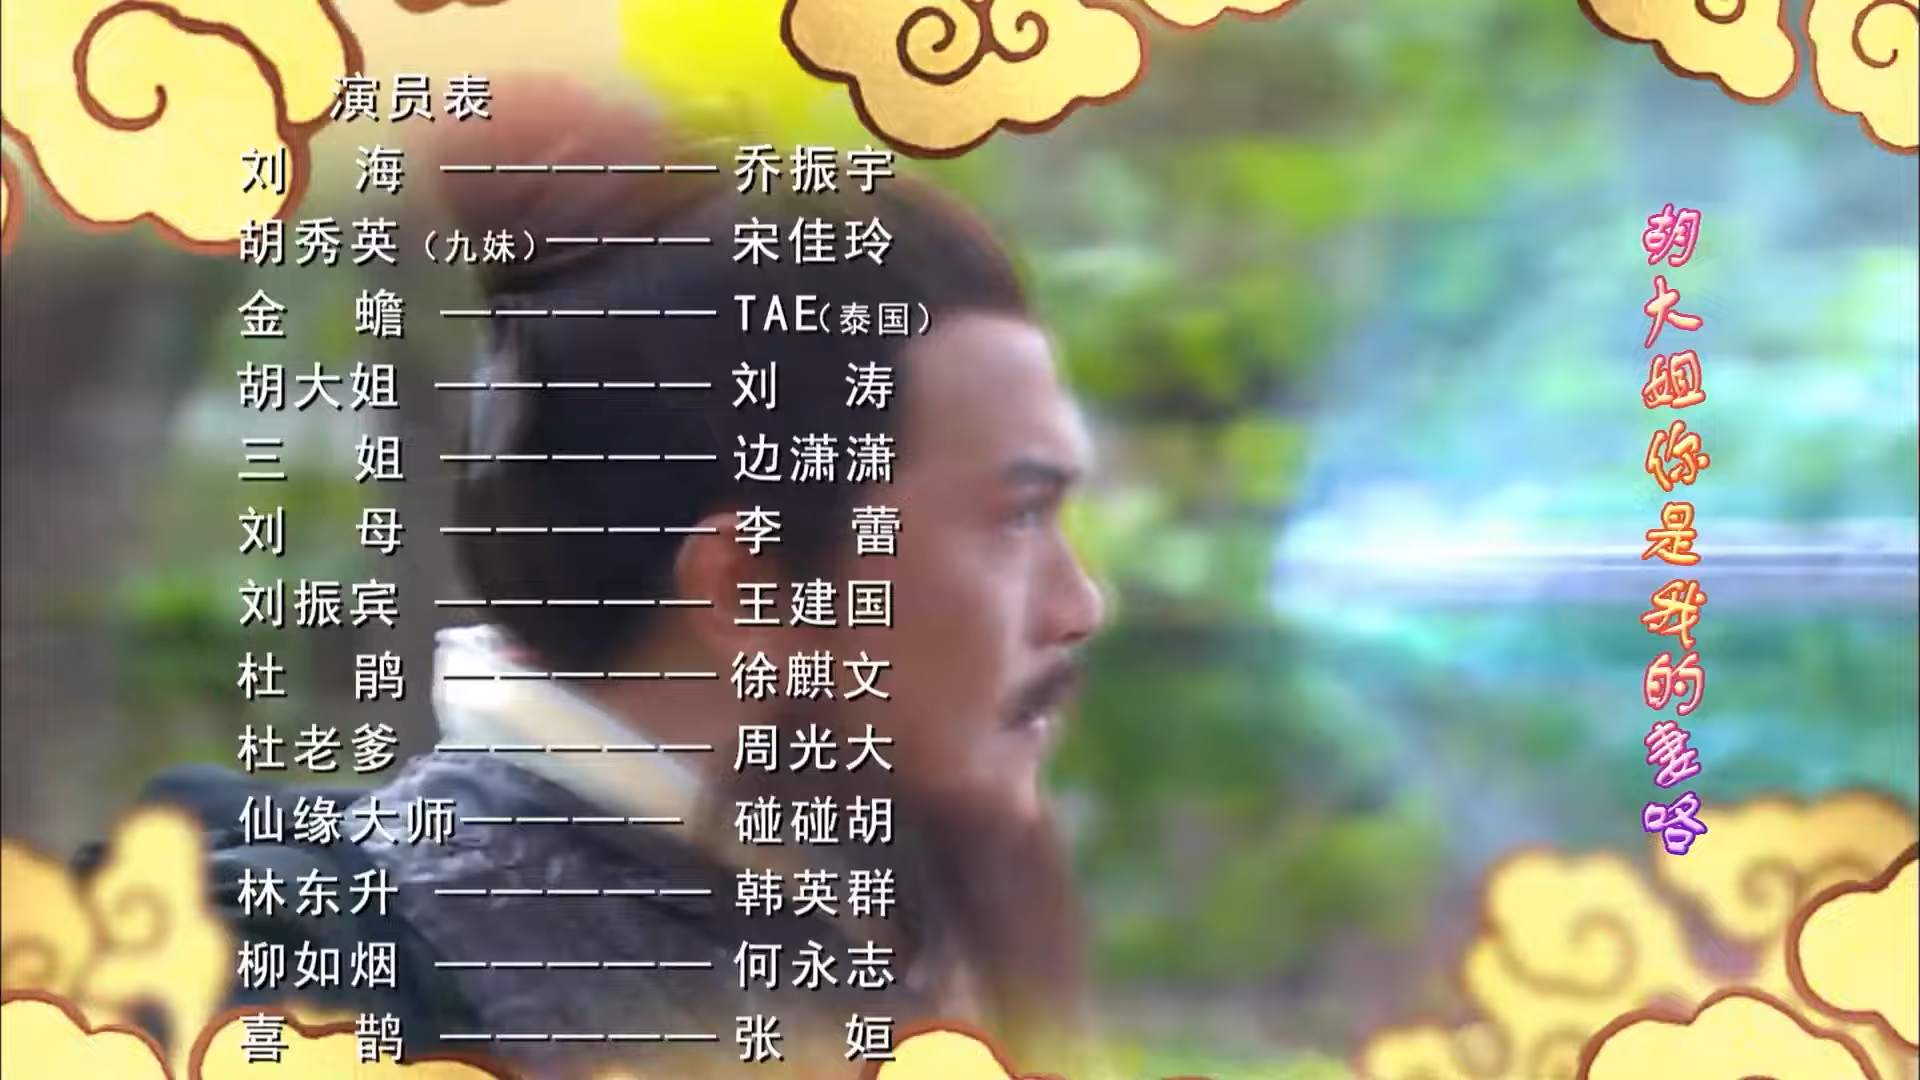 演员表
刘 海 —————乔振宇
胡秀英（九妹）———宋佳玲
金 蟾 —————TAE（泰国）
胡大姐 —————刘 涛
三 姐 —————边潇潇
刘 母 —————李 蕾
刘振宾 —————王建国
杜 鹃 —————徐麒文
杜老爹 —————周光大
仙缘大师———— 碰碰胡
林东升 —————韩英群
柳如烟 —————何永志
喜 鹊 —————张 姮
胡大姐你是我的妻咯